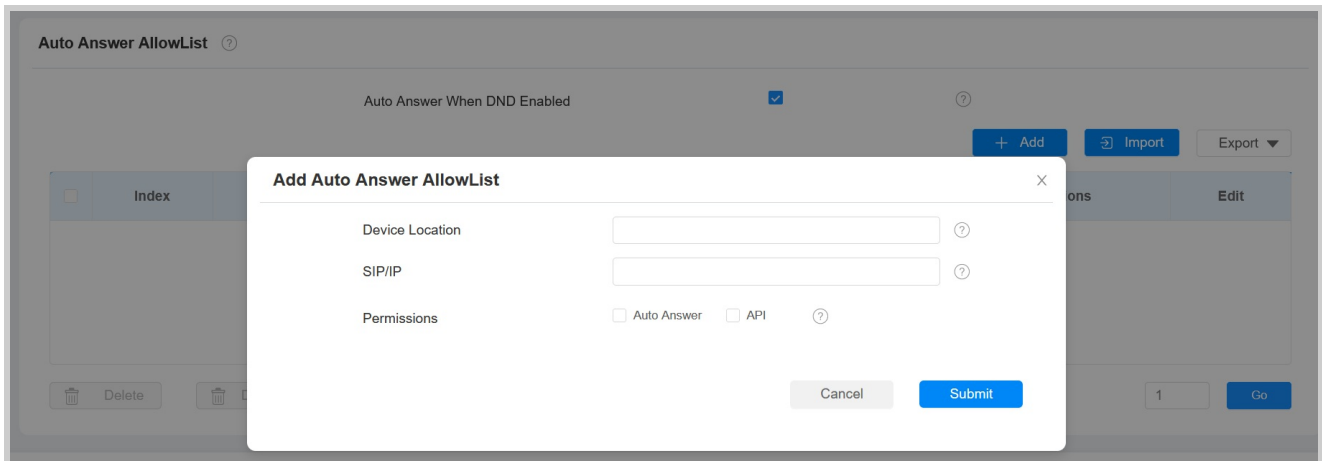 Auto Answer AllowList ?
Auto Answer When DND Enabled ?
+ Add Import Export
Add Auto Answer AllowList X
Index ons Edit
Device Location ?
SIP/IP ?
Permissions Auto Answer API ?
Delete D Cancel Submit 1 Go